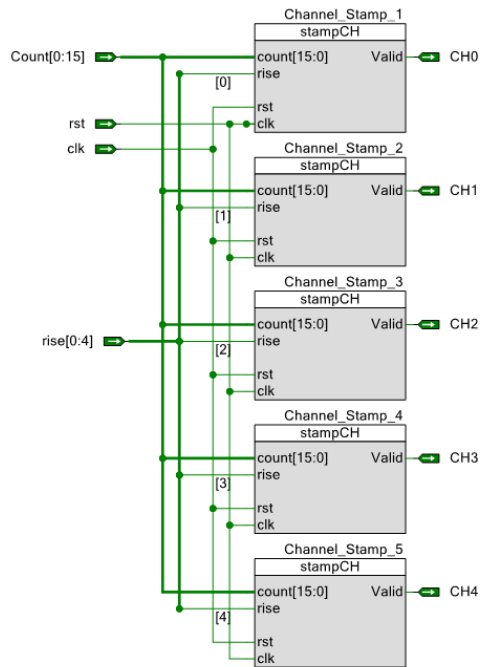 Channel_Stamp_1
stampCH
Count[0:15] count[15:0] Valid CH0
[0] rise
rst
rst clk
clk
Channel_Stamp_2
stampCH
count[15:0] Valid CH1
[1] rise
rst
clk
Channel_Stamp_3
stampCH
count[15:0] Valid CH2
rise[0:4] [2] rise
rst
clk
Channel_Stamp_4
stampCH
count[15:0] Valid CH3
[3] rise
rst
clk
Channel_Stamp_5
stampCH
count[15:0] Valid CH4
[4] rise
rst
clk